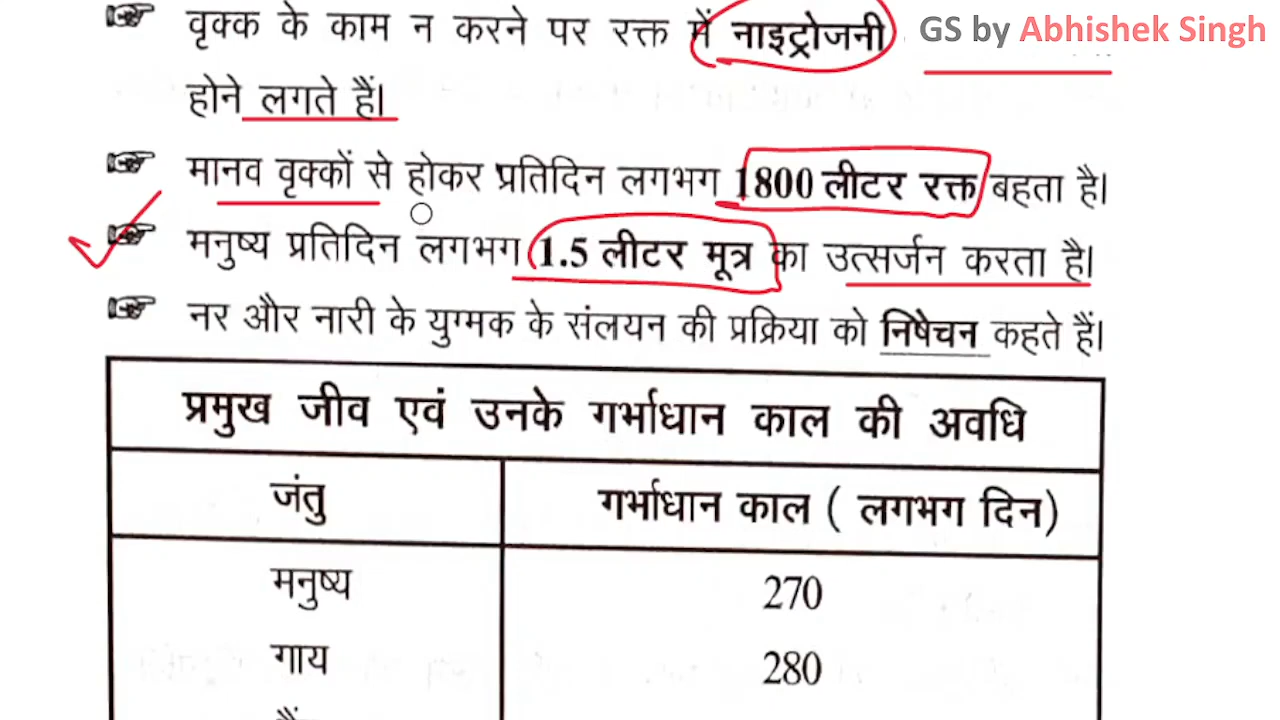 वृक्क के काम न करने पर रक्त में नाइट्रोजनी GS by Abhishek Singh
होने लगते हैं।
मानव वृक्कों से होकर प्रतिदिन लगभग 1800 लीटर रक्त बहता है।
मनुष्य प्रतिदिन लगभग 1.5 लीटर मूत्र का उत्सर्जन करता है।
नर और नारी के युग्मक के संलयन की प्रक्रिया को निषेचन कहते हैं।
प्रमुख जीव एवं उनके गर्भाधान काल की अवधि
जंतु गर्भाधान काल ( लगभग दिन)
मनुष्य 270
गाय 280